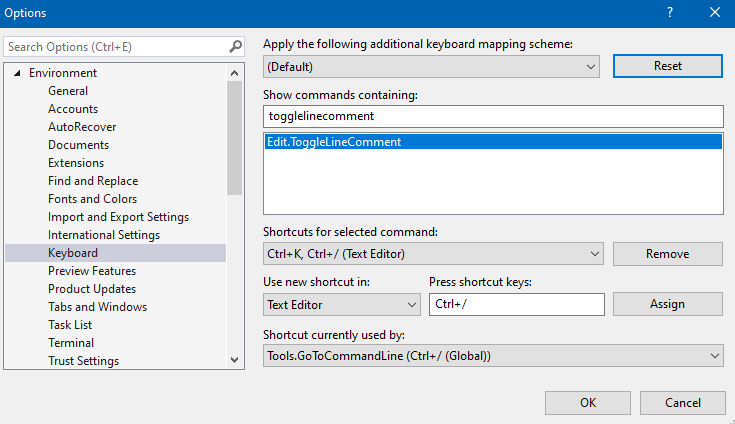 Options
Search Options (Ctrl+E)
Environment
General
Accounts
AutoRecover
Documents
Extensions
Find and Replace
Fonts and Colors
Import and Export Settings
International Settings
Keyboard
Preview Features
Product Updates
Tabs and Windows
Task List
Terminal
Trust Settings
Apply the following additional keyboard mapping scheme:
(Default)
Reset
Show commands containing:
togglelinecomment
Edit.ToggleLineComment
Shortcuts for selected command:
Ctrl+K, Ctrl+/ (Text Editor)
Remove
Use new shortcut in:
Press shortcut keys:
Text Editor
Ctrl+/
Assign
Shortcut currently used by:
Tools.GoToCommandLine (Ctrl+/ (Global))
OK
Cancel